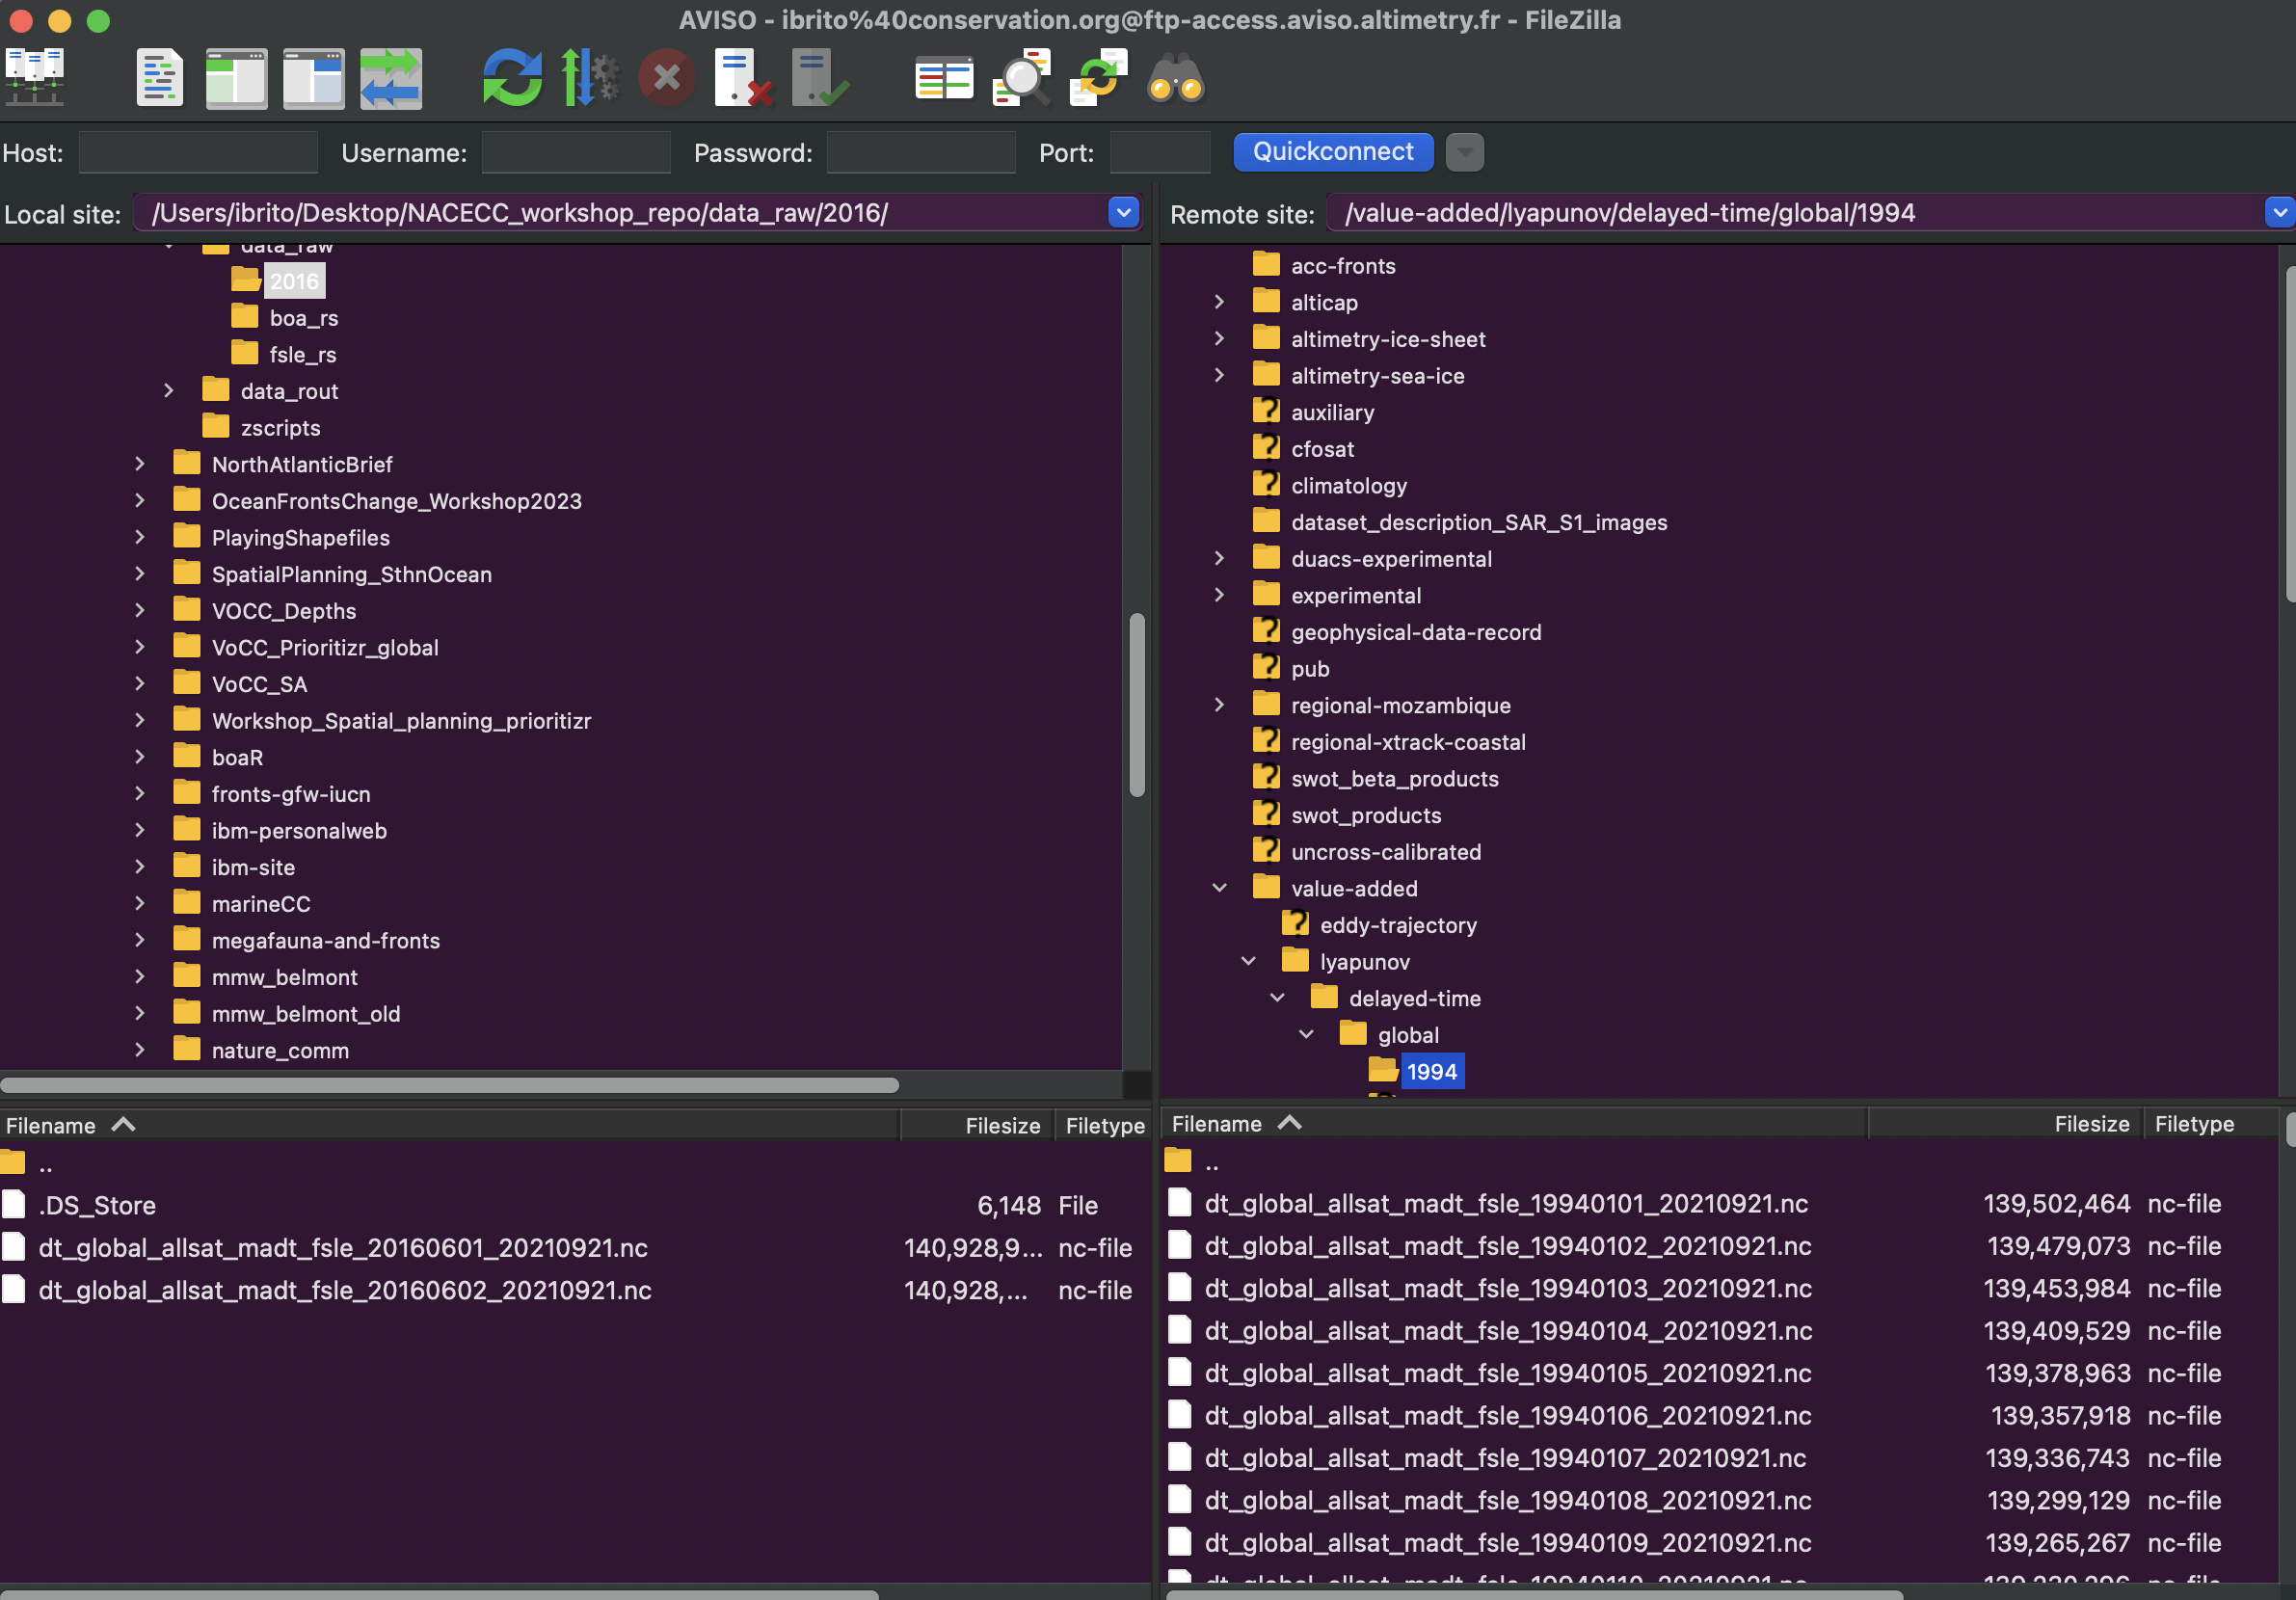 AVISO - ibrito%40conservation.org@ftp-access.aviso.altimetry.fr - FileZilla
Host: Username: Password: Port: Quickconnect
Local site: /Users/ibrito/Desktop/NACECC_workshop_repo/data_raw/2016/
data_raw
2016
boa_rs
fsle_rs
data_rout
zscripts
NorthAtlanticBrief
OceanFrontsChange_Workshop2023
PlayingShapefiles
SpatialPlanning_SthnOcean
VOCC_Depths
VoCC_Prioritizr_global
VoCC_SA
Workshop_Spatial_planning_prioritizr
boaR
fronts-gfw-iucn
ibm-personalweb
ibm-site
marineCC
megafauna-and-fronts
mmw_belmont
mmw_belmont_old
nature_comm
Filename Filesize Filetype
..
.DS_Store 6,148 File
dt_global_allsat_madt_fsle_20160601_20210921.nc 140,928,9... nc-file
dt_global_allsat_madt_fsle_20160602_20210921.nc 140,928,... nc-file
Remote site: /value-added/lyapunov/delayed-time/global/1994
acc-fronts
alticap
altimetry-ice-sheet
altimetry-sea-ice
auxiliary
cfosat
climatology
dataset_description_SAR_S1_images
duacs-experimental
experimental
geophysical-data-record
pub
regional-mozambique
regional-xtrack-coastal
swot_beta_products
swot_products
uncross-calibrated
value-added
eddy-trajectory
lyapunov
delayed-time
global
1994
Filename Filesize Filetype
..
dt_global_allsat_madt_fsle_19940101_20210921.nc 139,502,464 nc-file
dt_global_allsat_madt_fsle_19940102_20210921.nc 139,479,073 nc-file
dt_global_allsat_madt_fsle_19940103_20210921.nc 139,453,984 nc-file
dt_global_allsat_madt_fsle_19940104_20210921.nc 139,409,529 nc-file
dt_global_allsat_madt_fsle_19940105_20210921.nc 139,378,963 nc-file
dt_global_allsat_madt_fsle_19940106_20210921.nc 139,357,918 nc-file
dt_global_allsat_madt_fsle_19940107_20210921.nc 139,336,743 nc-file
dt_global_allsat_madt_fsle_19940108_20210921.nc 139,299,129 nc-file
dt_global_allsat_madt_fsle_19940109_20210921.nc 139,265,267 nc-file